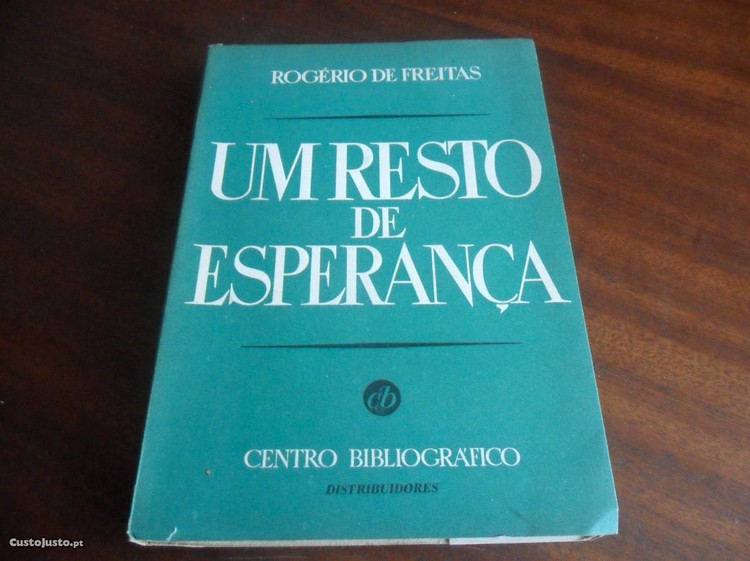 ROGÉRIO DE FREITAS
UM RESTO
DE
ESPERANÇA
cb
CENTRO BIBLIOGRÁFICO
DISTRIBUIDORES
CustoJusto.pt